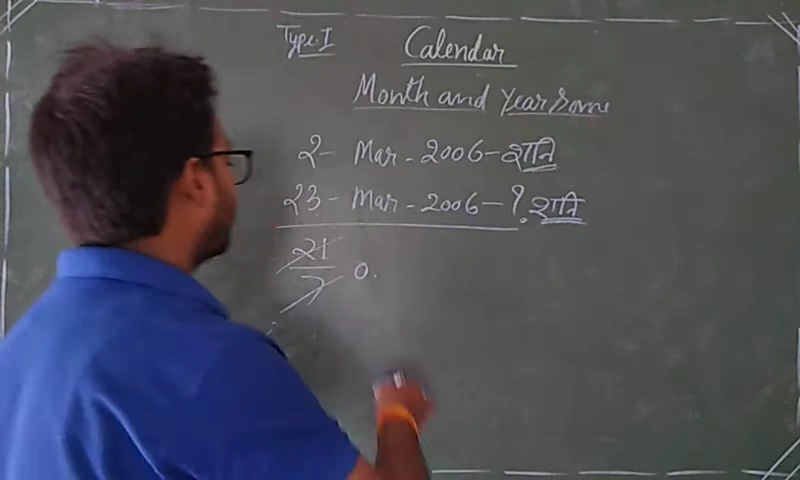 Type:I
Calendar
Month and Year same
2- Mar - 2006 - शनि
23 - Mar - 2006 - ? शनि
21
7
0.